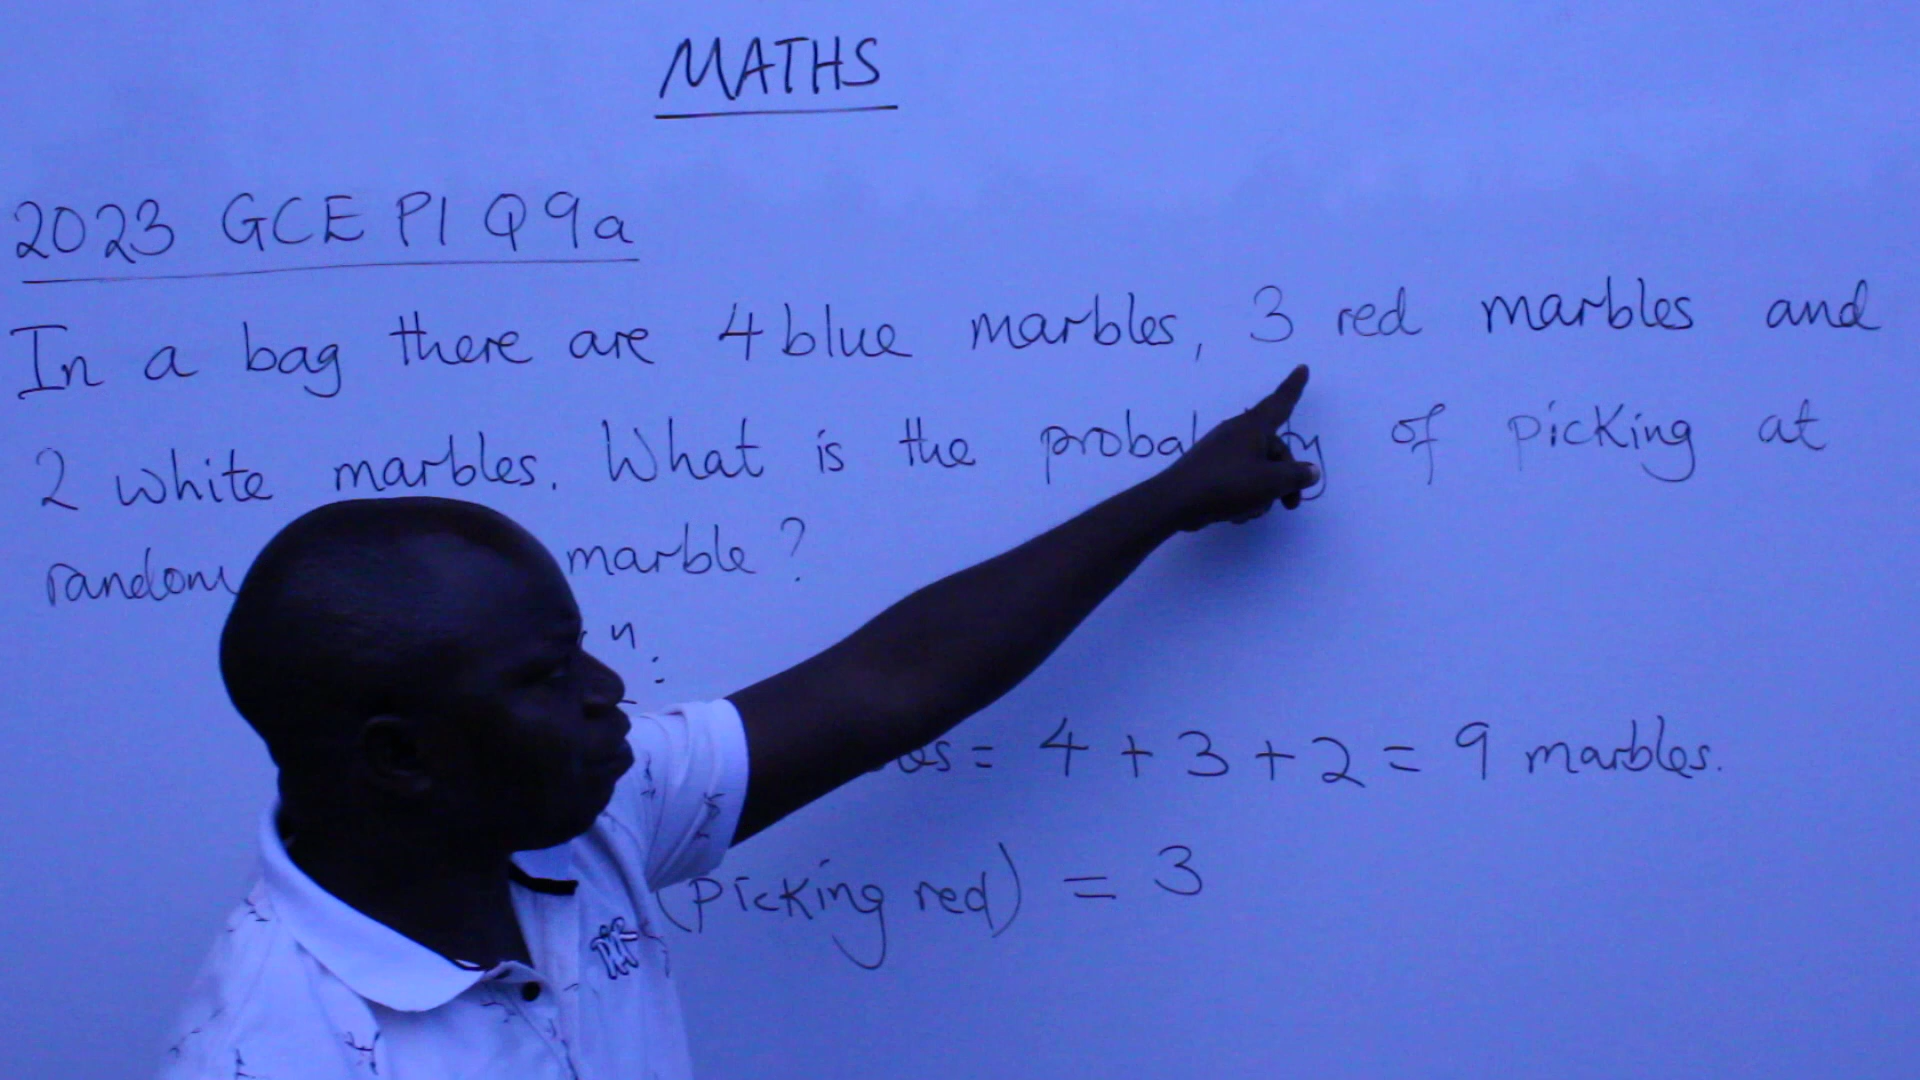 MATHS
2023 GCE P1 Q9a
In a bag there are 4 blue marbles, 3 red marbles and
2 white marbles. What is the of picking at
random marble?
= 4 + 3 + 2 = 9 marbles.
(picking red) = 3